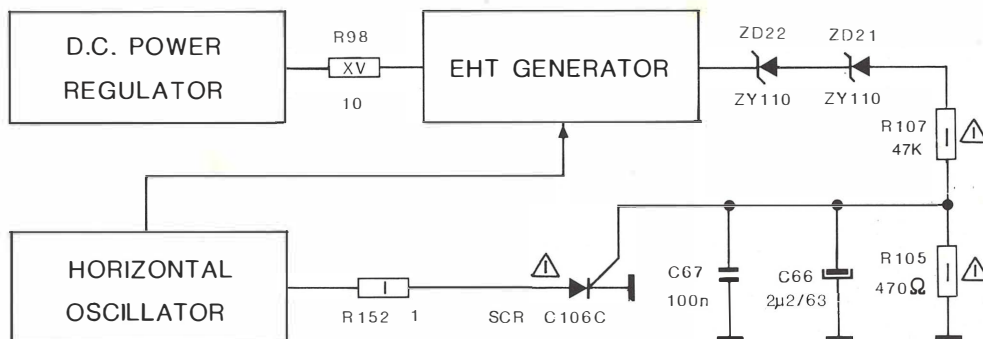 D.C. POWER
REGULATOR
R98
XV
10
EHT GENERATOR
ZD22
ZY110
ZD21
ZY110
R107
47K
HORIZONTAL
OSCILLATOR
R152 1
SCR C106C
C67
100n
C66
2µ2/63
R105
470Ω